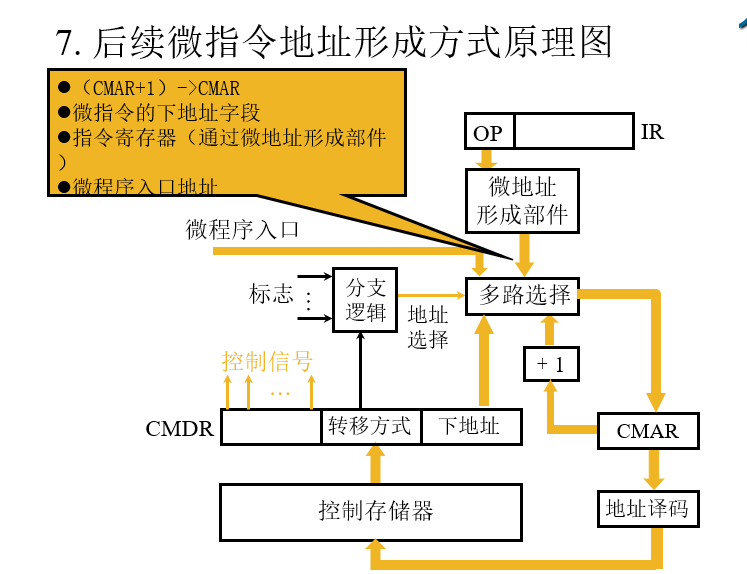 7. 后续微指令地址形成方式原理图
●（CMAR+1）->CMAR
●微指令的下地址字段
●指令寄存器（通过微地址形成部件
）
●微程序入口地址
OP
IR
微地址
形成部件
微程序入口
标志
⋮
分支
逻辑
地址
选择
多路选择
+ 1
控制信号
…
CMDR
转移方式
下地址
CMAR
控制存储器
地址译码